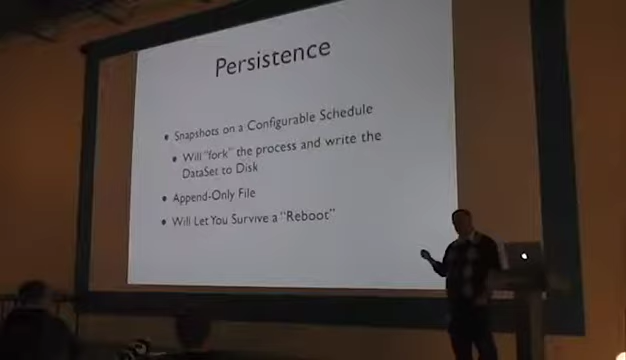 Persistence
• Snapshots on a Configurable Schedule
• Will "fork" the process and write the
DataSet to Disk
• Append-Only File
• Will Let You Survive a "Reboot"